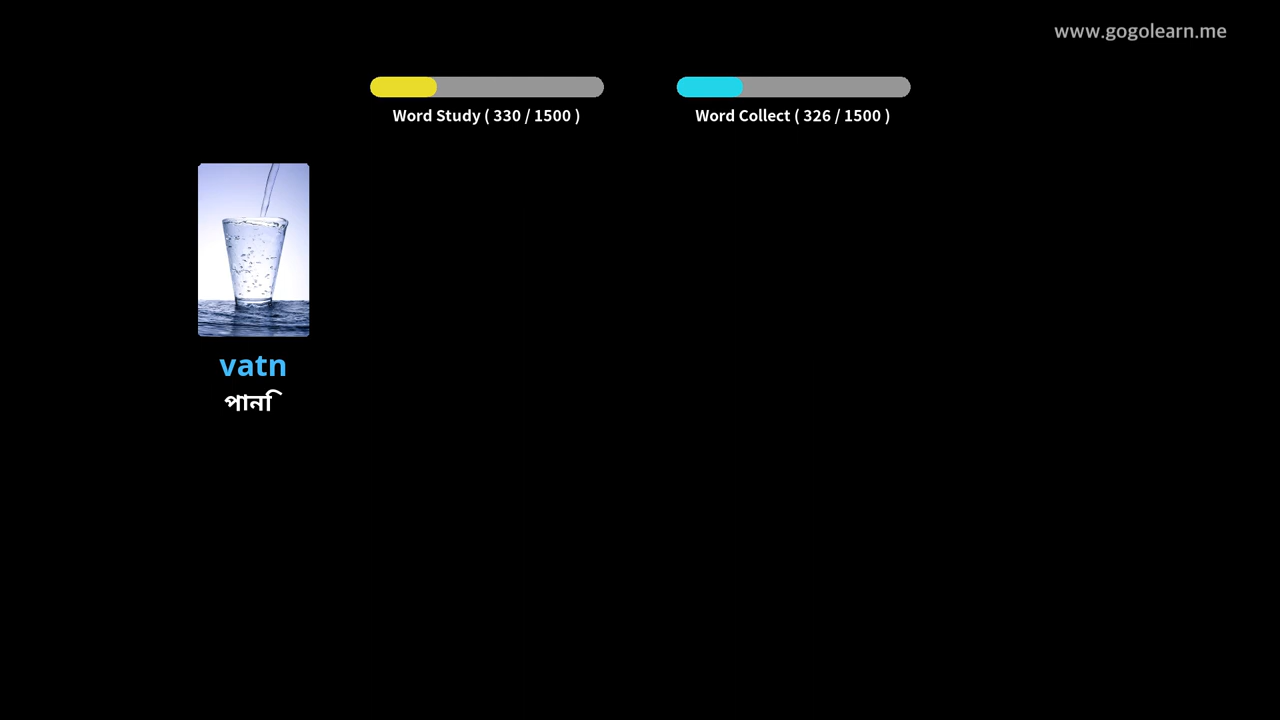 www.gogolearn.me
Word Study ( 330 / 1500 )
Word Collect ( 326 / 1500 )
vatn
পানি